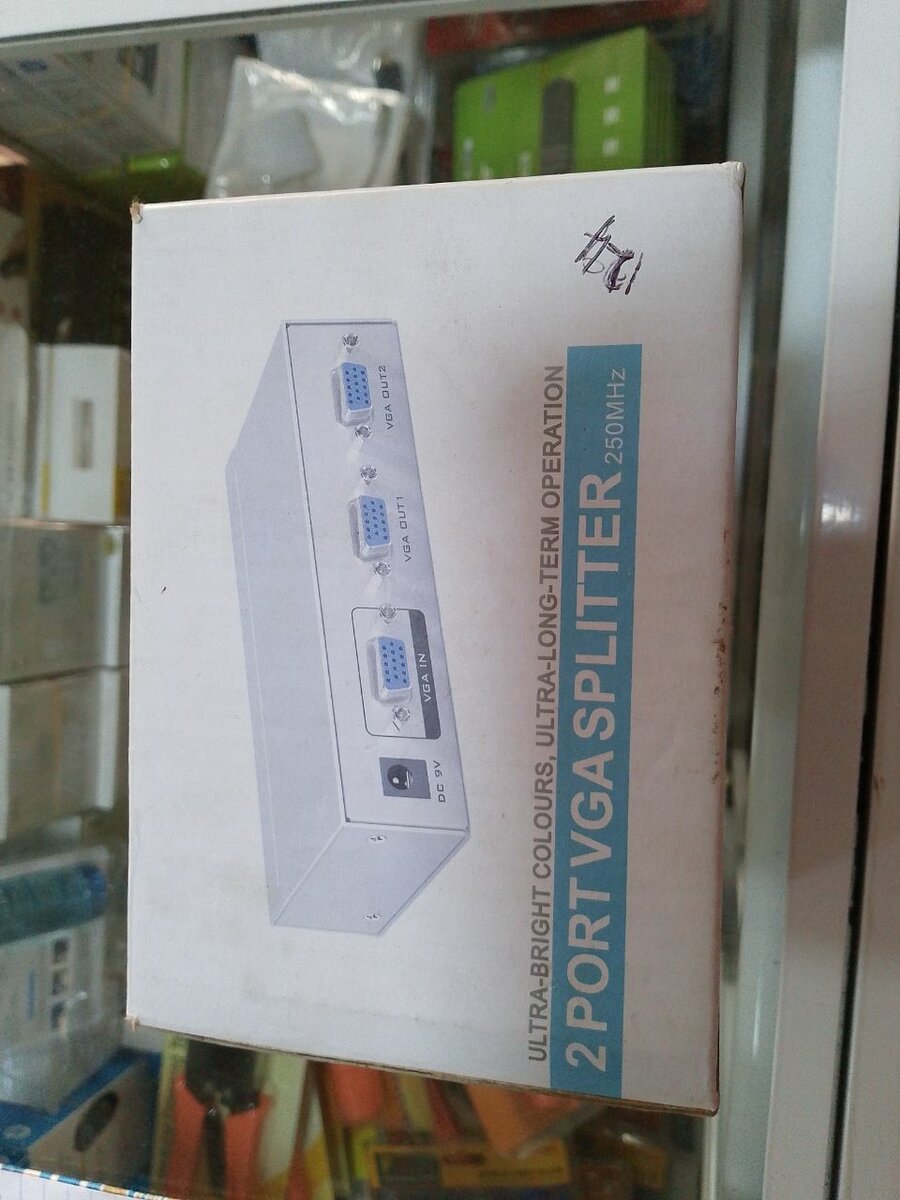 VGA OUT2
VGA OUT1
VGA IN
DC 9V
ULTRA-BRIGHT COLOURS, ULTRA-LONG-TERM OPERATION
2 PORT VGA SPLITTER 250MHz